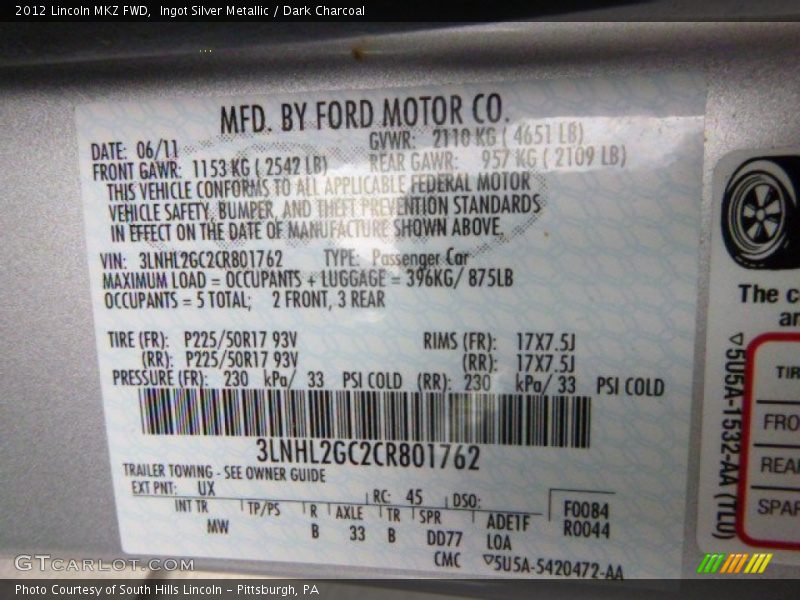 2012 Lincoln MKZ FWD,  Ingot Silver Metallic / Dark Charcoal
MFD. BY FORD MOTOR CO.
DATE: 06/11 GVWR: 2110 KG ( 4651 LB)
FRONT GAWR: 1153 KG ( 2542 LB) REAR GAWR: 957 KG ( 2109 LB)
THIS VEHICLE CONFORMS TO ALL APPLICABLE FEDERAL MOTOR
VEHICLE SAFETY, BUMPER, AND THEFT PREVENTION STANDARDS
IN EFFECT ON THE DATE OF MANUFACTURE SHOWN ABOVE.
VIN: 3LNHL2GC2CR801762 TYPE: Passenger Car
MAXIMUM LOAD = OCCUPANTS + LUGGAGE = 396KG/ 875LB
OCCUPANTS = 5 TOTAL; 2 FRONT, 3 REAR
TIRE (FR): P225/50R17 93V RIMS (FR): 17X7.5J
(RR): P225/50R17 93V (RR): 17X7.5J
PRESSURE (FR): 230 kPa/ 33 PSI COLD (RR): 230 kPa/ 33 PSI COLD
3LNHL2GC2CR801762
TRAILER TOWING - SEE OWNER GUIDE
EXT PNT: UX RC: 45 DSO: F0084
INT TR TP/PS R AXLE TR SPR ADETF R0044
MW B 33 B DD77 LOA
CMC 5U5A-5420472-AA
The c
ar
5U5A-1532-AA (TL0)
TIR
FRO
REA
SPAR
GTCarLot.com
Photo Courtesy of South Hills Lincoln – Pittsburgh, PA